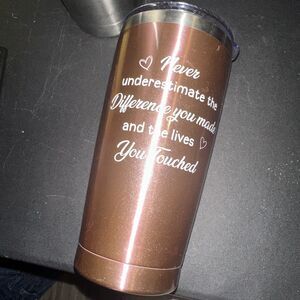 Never
underestimate the
Difference you made
and the lives
You Touched